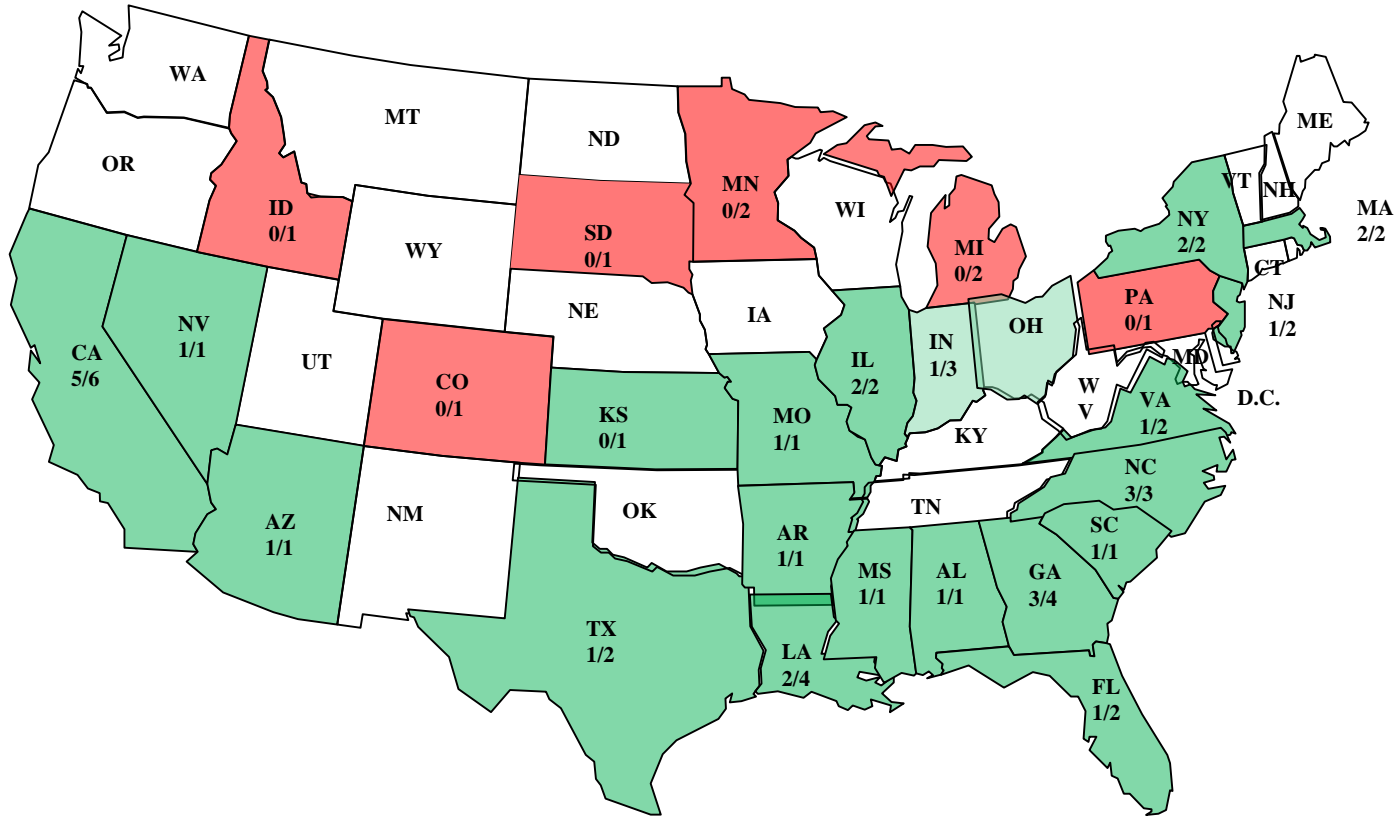 WA
MT
ND
OR
ID
0/1
MN
0/2
WI
ME
VT
NH
MA
2/2
NY
2/2
SD
0/1
WY
MI
0/2
CT
NJ
1/2
PA
0/1
NE
IA
NV
1/1
CA
5/6
UT
CO
0/1
IL
2/2
IN
1/3
OH
MD
D.C.
W
V
VA
1/2
KS
0/1
MO
1/1
KY
NC
3/3
AZ
1/1
NM
OK
AR
1/1
TN
SC
1/1
MS
1/1
AL
1/1
GA
3/4
TX
1/2
LA
2/4
FL
1/2